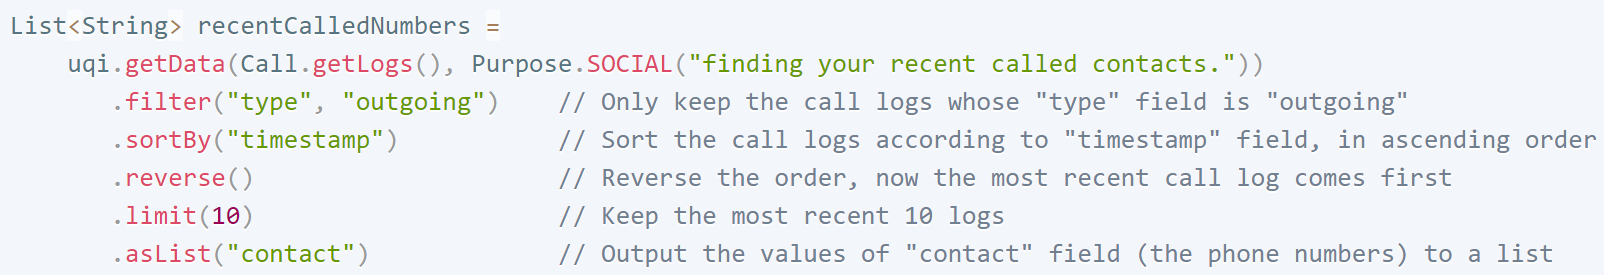 List<String> recentCalledNumbers =
    uqi.getData(Call.getLogs(), Purpose.SOCIAL("finding your recent called contacts."))
       .filter("type", "outgoing")    // Only keep the call logs whose "type" field is "outgoing"
       .sortBy("timestamp")           // Sort the call logs according to "timestamp" field, in ascending order
       .reverse()                     // Reverse the order, now the most recent call log comes first
       .limit(10)                     // Keep the most recent 10 logs
       .asList("contact")             // Output the values of "contact" field (the phone numbers) to a list